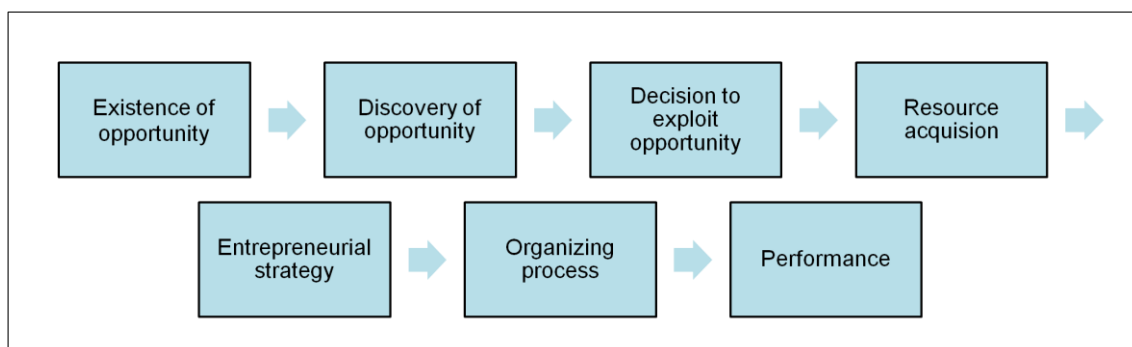 Existence of
opportunity
Discovery of
opportunity
Decision to
exploit
opportunity
Resource
acquision
Entrepreneurial
strategy
Organizing
process
Performance